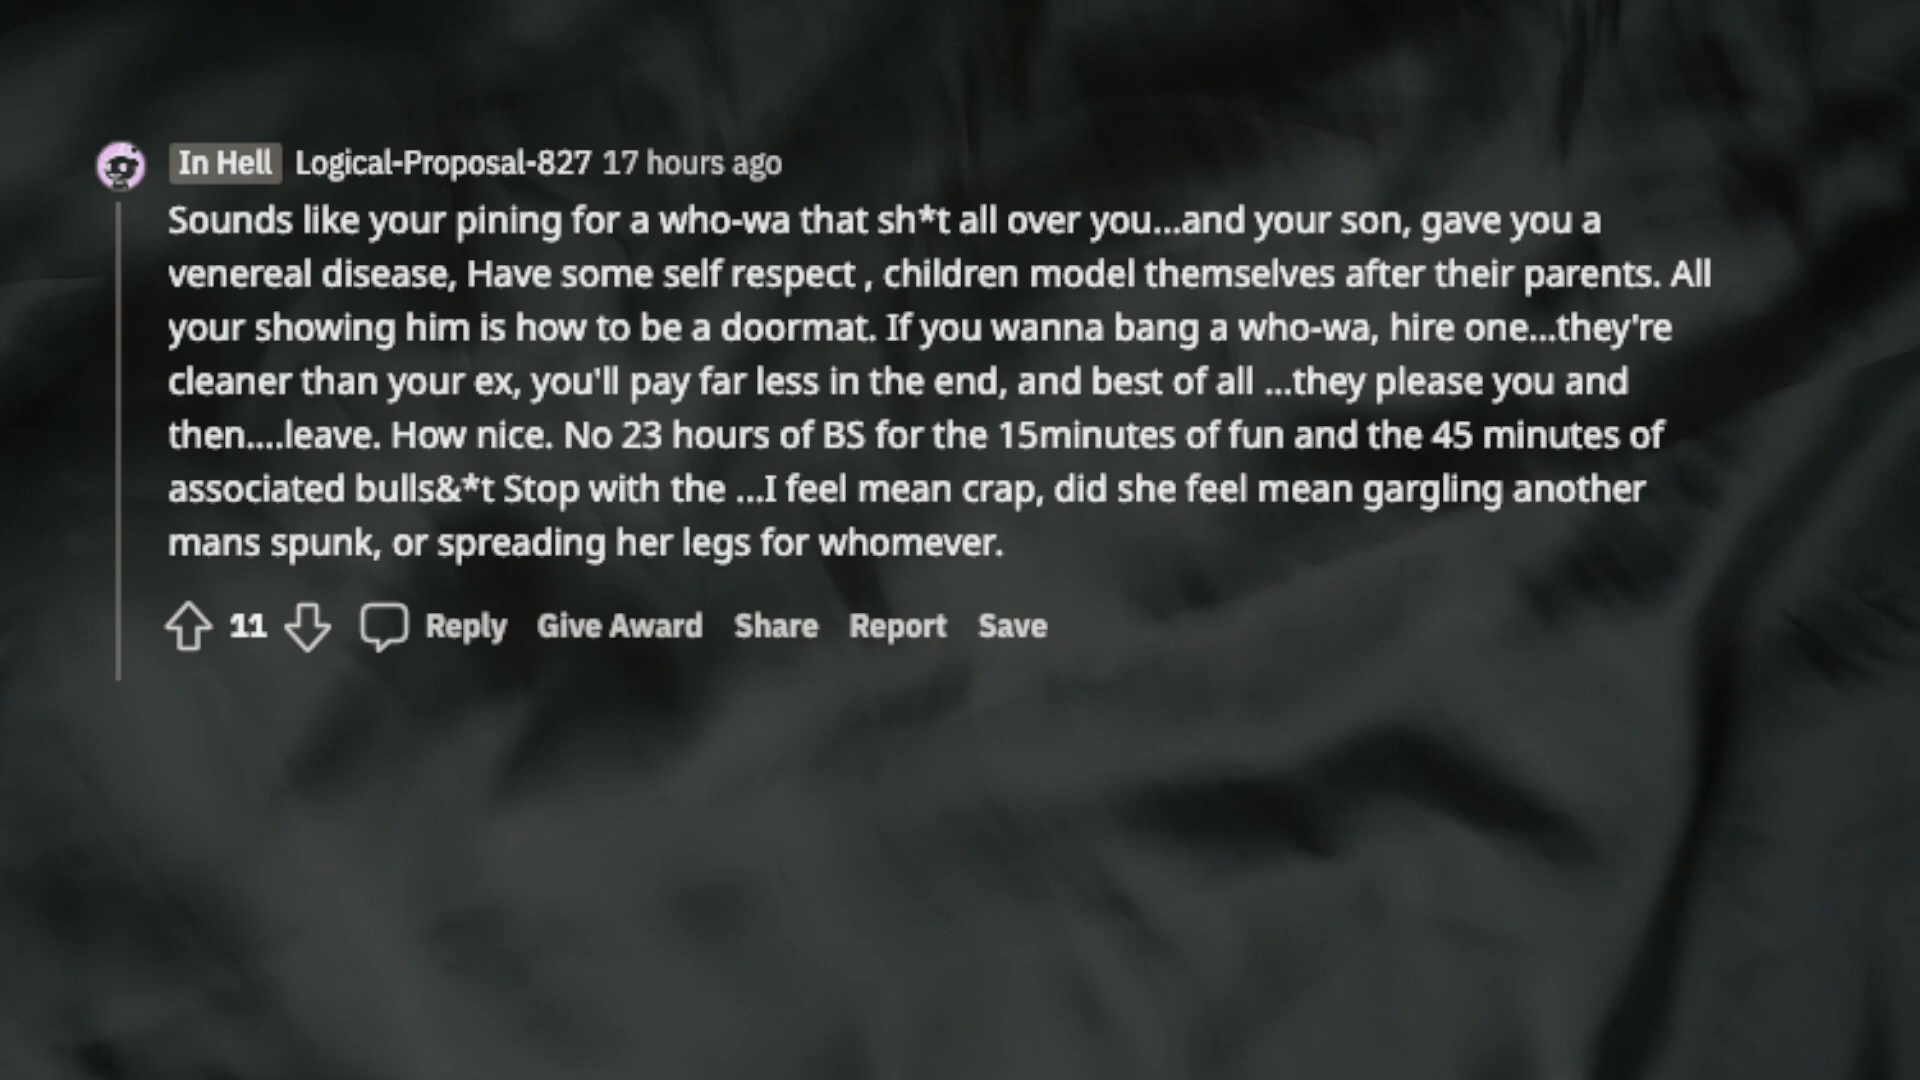 In Hell Logical-Proposal-827 17 hours ago
Sounds like your pining for a who-wa that sh*t all over you...and your son, gave you a
venereal disease, Have some self respect , children model themselves after their parents. All
your showing him is how to be a doormat. If you wanna bang a who-wa, hire one...they're
cleaner than your ex, you'll pay far less in the end, and best of all ...they please you and
then....leave. How nice. No 23 hours of BS for the 15minutes of fun and the 45 minutes of
associated bulls&*t Stop with the ...I feel mean crap, did she feel mean gargling another
mans spunk, or spreading her legs for whomever.
11 Reply Give Award Share Report Save